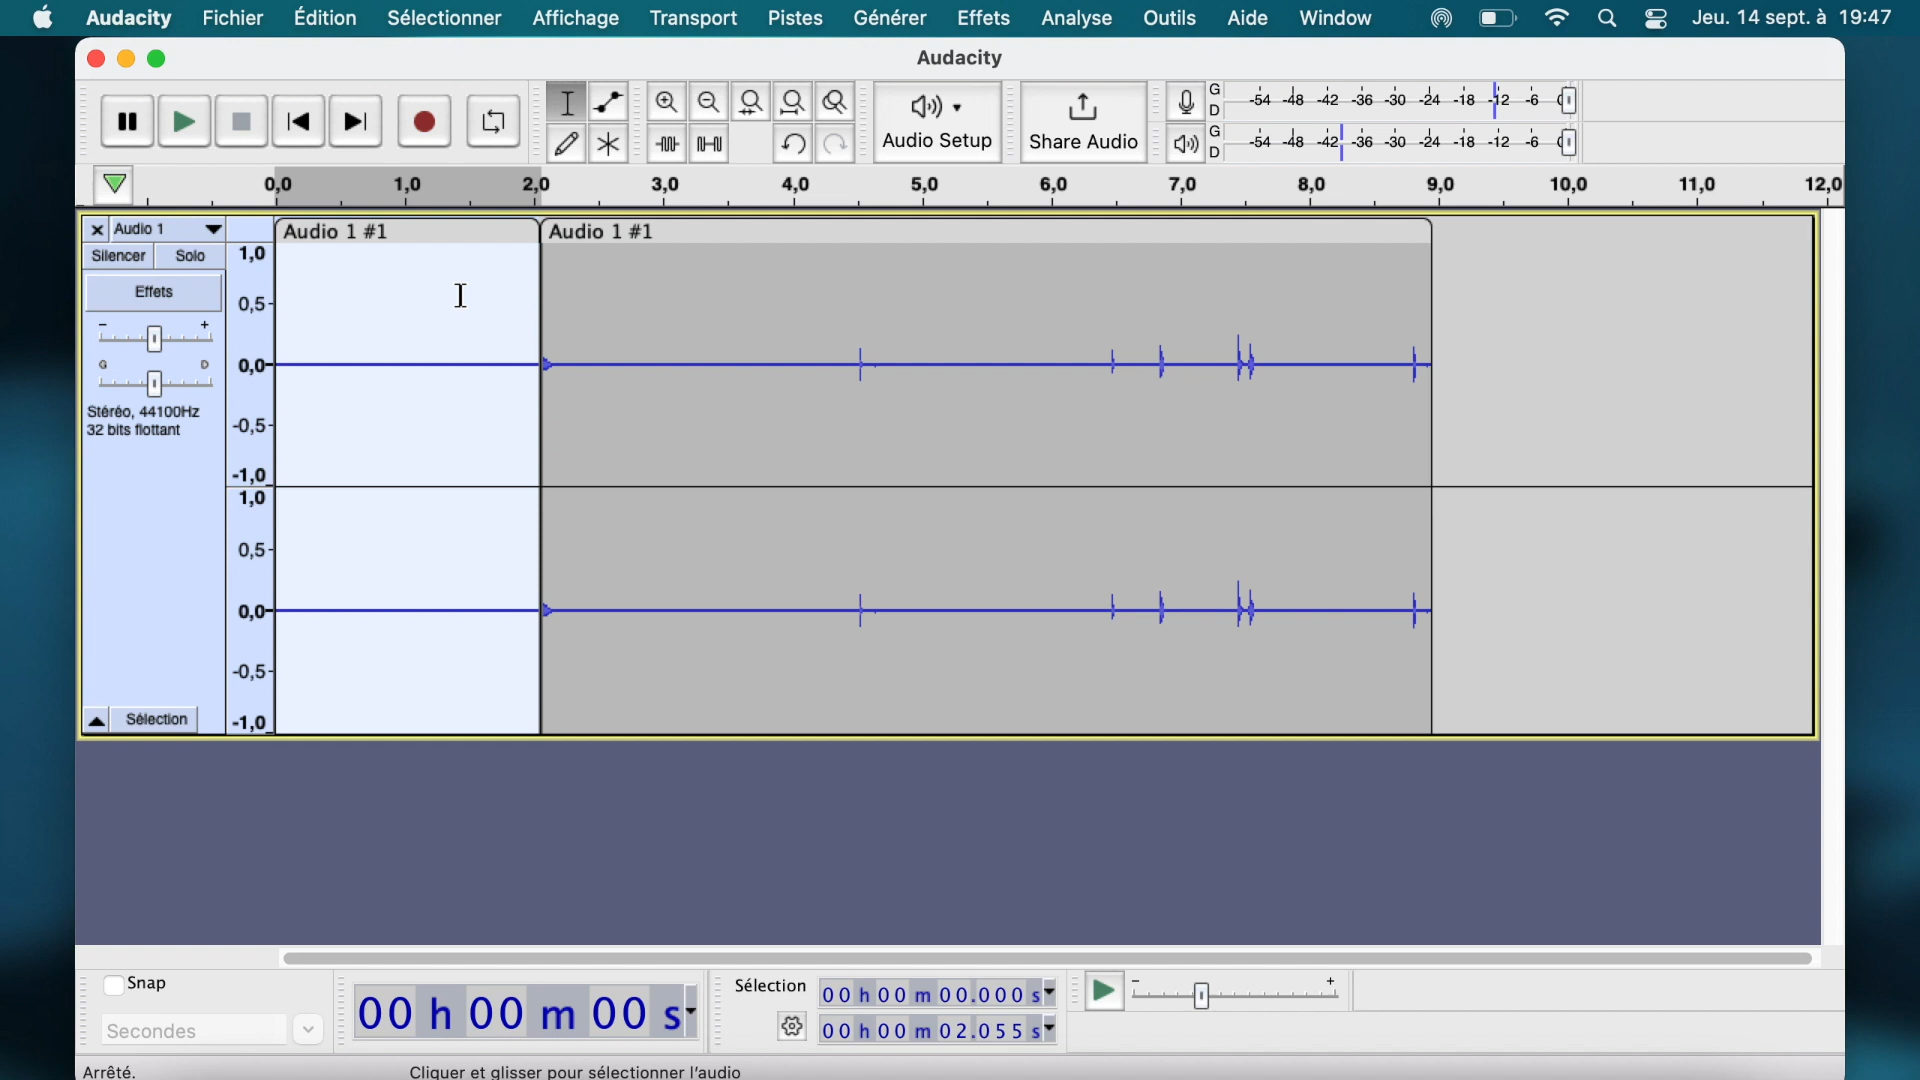 Audacity Fichier Édition Sélectionner Affichage Transport Pistes Générer Effets Analyse Outils Aide Window Jeu. 14 sept. à 19:47
Audacity
G -54 -48 -42 -36 -30 -24 -18 -12 -6
D
Audio Setup
Share Audio
G -54 -48 -42 -36 -30 -24 -18 -12 -6
D
0,0 1,0 2,0 3,0 4,0 5,0 6,0 7,0 8,0 9,0 10,0 11,0 12,0
Audio 1
Audio 1 #1
Audio 1 #1
Silencer Solo
Effets
- +
G D
Stéréo, 44100Hz
32 bits flottant
Sélection
1,0
0,5
0,0
-0,5
-1,0
1,0
0,5
0,0
-0,5
-1,0
Snap
Secondes
00 h 00 m 00 s
Sélection
00 h 00 m 00.000 s
00 h 00 m 02.055 s
- +
Arrêté.
Cliquer et glisser pour sélectionner l'audio